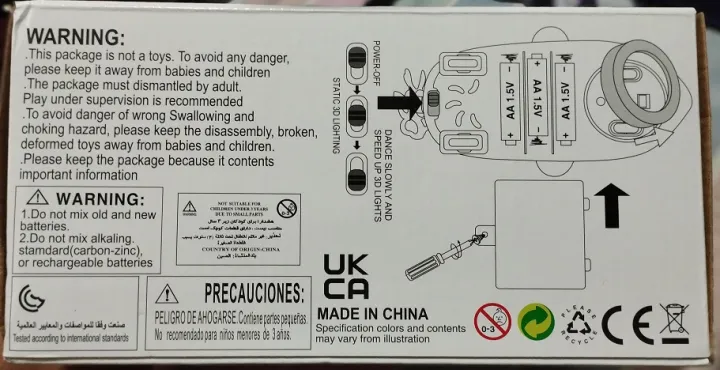 WARNING:
.This package is not a toys. To avoid any danger,
please keep it away from babies and children
.The package must dismantled by adult.
Play under supervision is recommended
.To avoid danger of wrong Swallowing and
choking hazard, please keep the disassembly, broken,
deformed toys away from babies and children.
.Please keep the package because it contents
important information
WARNING:
1.Do not mix old and new
batteries.
2.Do not mix alkaling.
standard(carbon-zinc),
or rechargable batteries
NOT SUITABLE FOR
CHILDREN UNDER 3 YEARS
DUE TO SMALL PARTS
0-3
COUNTRY OF ORIGIN-CHINA
صنعت وفقا للمواصفات والمعايير العالمية
Tested according to international standards
PRECAUCIONES:
PELIGRO DE AHOGARSE.Contiene partes pequeñas
No recomendado para niños menores de 3 años.
POWER-OFF
STATIC 3D LIGHTING
DANCE SLOWLY AND
SPEED UP 3D LIGHTS
AA 1.5V
AA 1.5V
AA 1.5V
UK
CA
MADE IN CHINA
Specification colors and contents
may vary from illustration
0-3
PLEASE
RECYCLE
CE